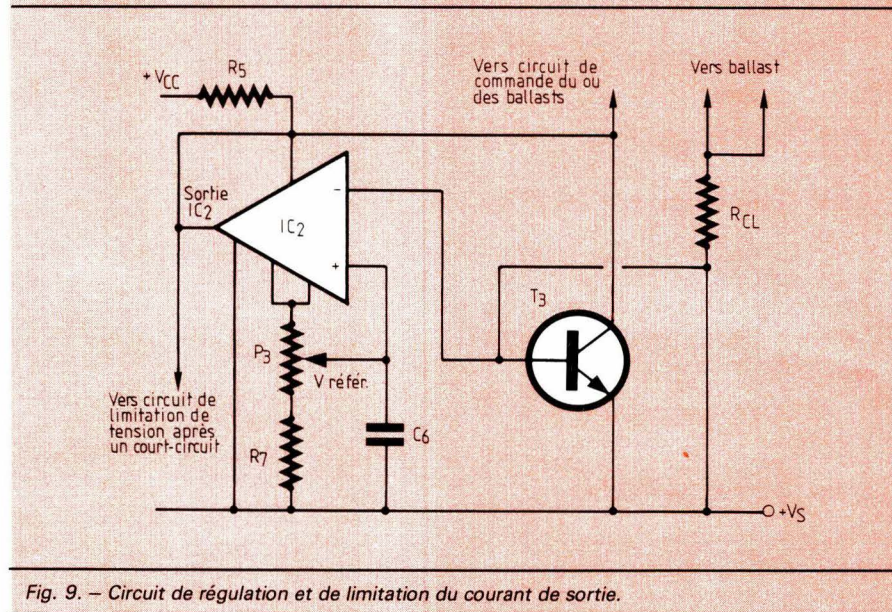 + VCC
R5
Vers circuit de
commande du ou
des ballasts
Vers ballast
Sortie
IC2
IC2
−
+
RCL
T3
P3
V référ.
Vers circuit de
limitation de
tension après
un court-circuit
R7
C6
+VS
Fig. 9. – Circuit de régulation et de limitation du courant de sortie.